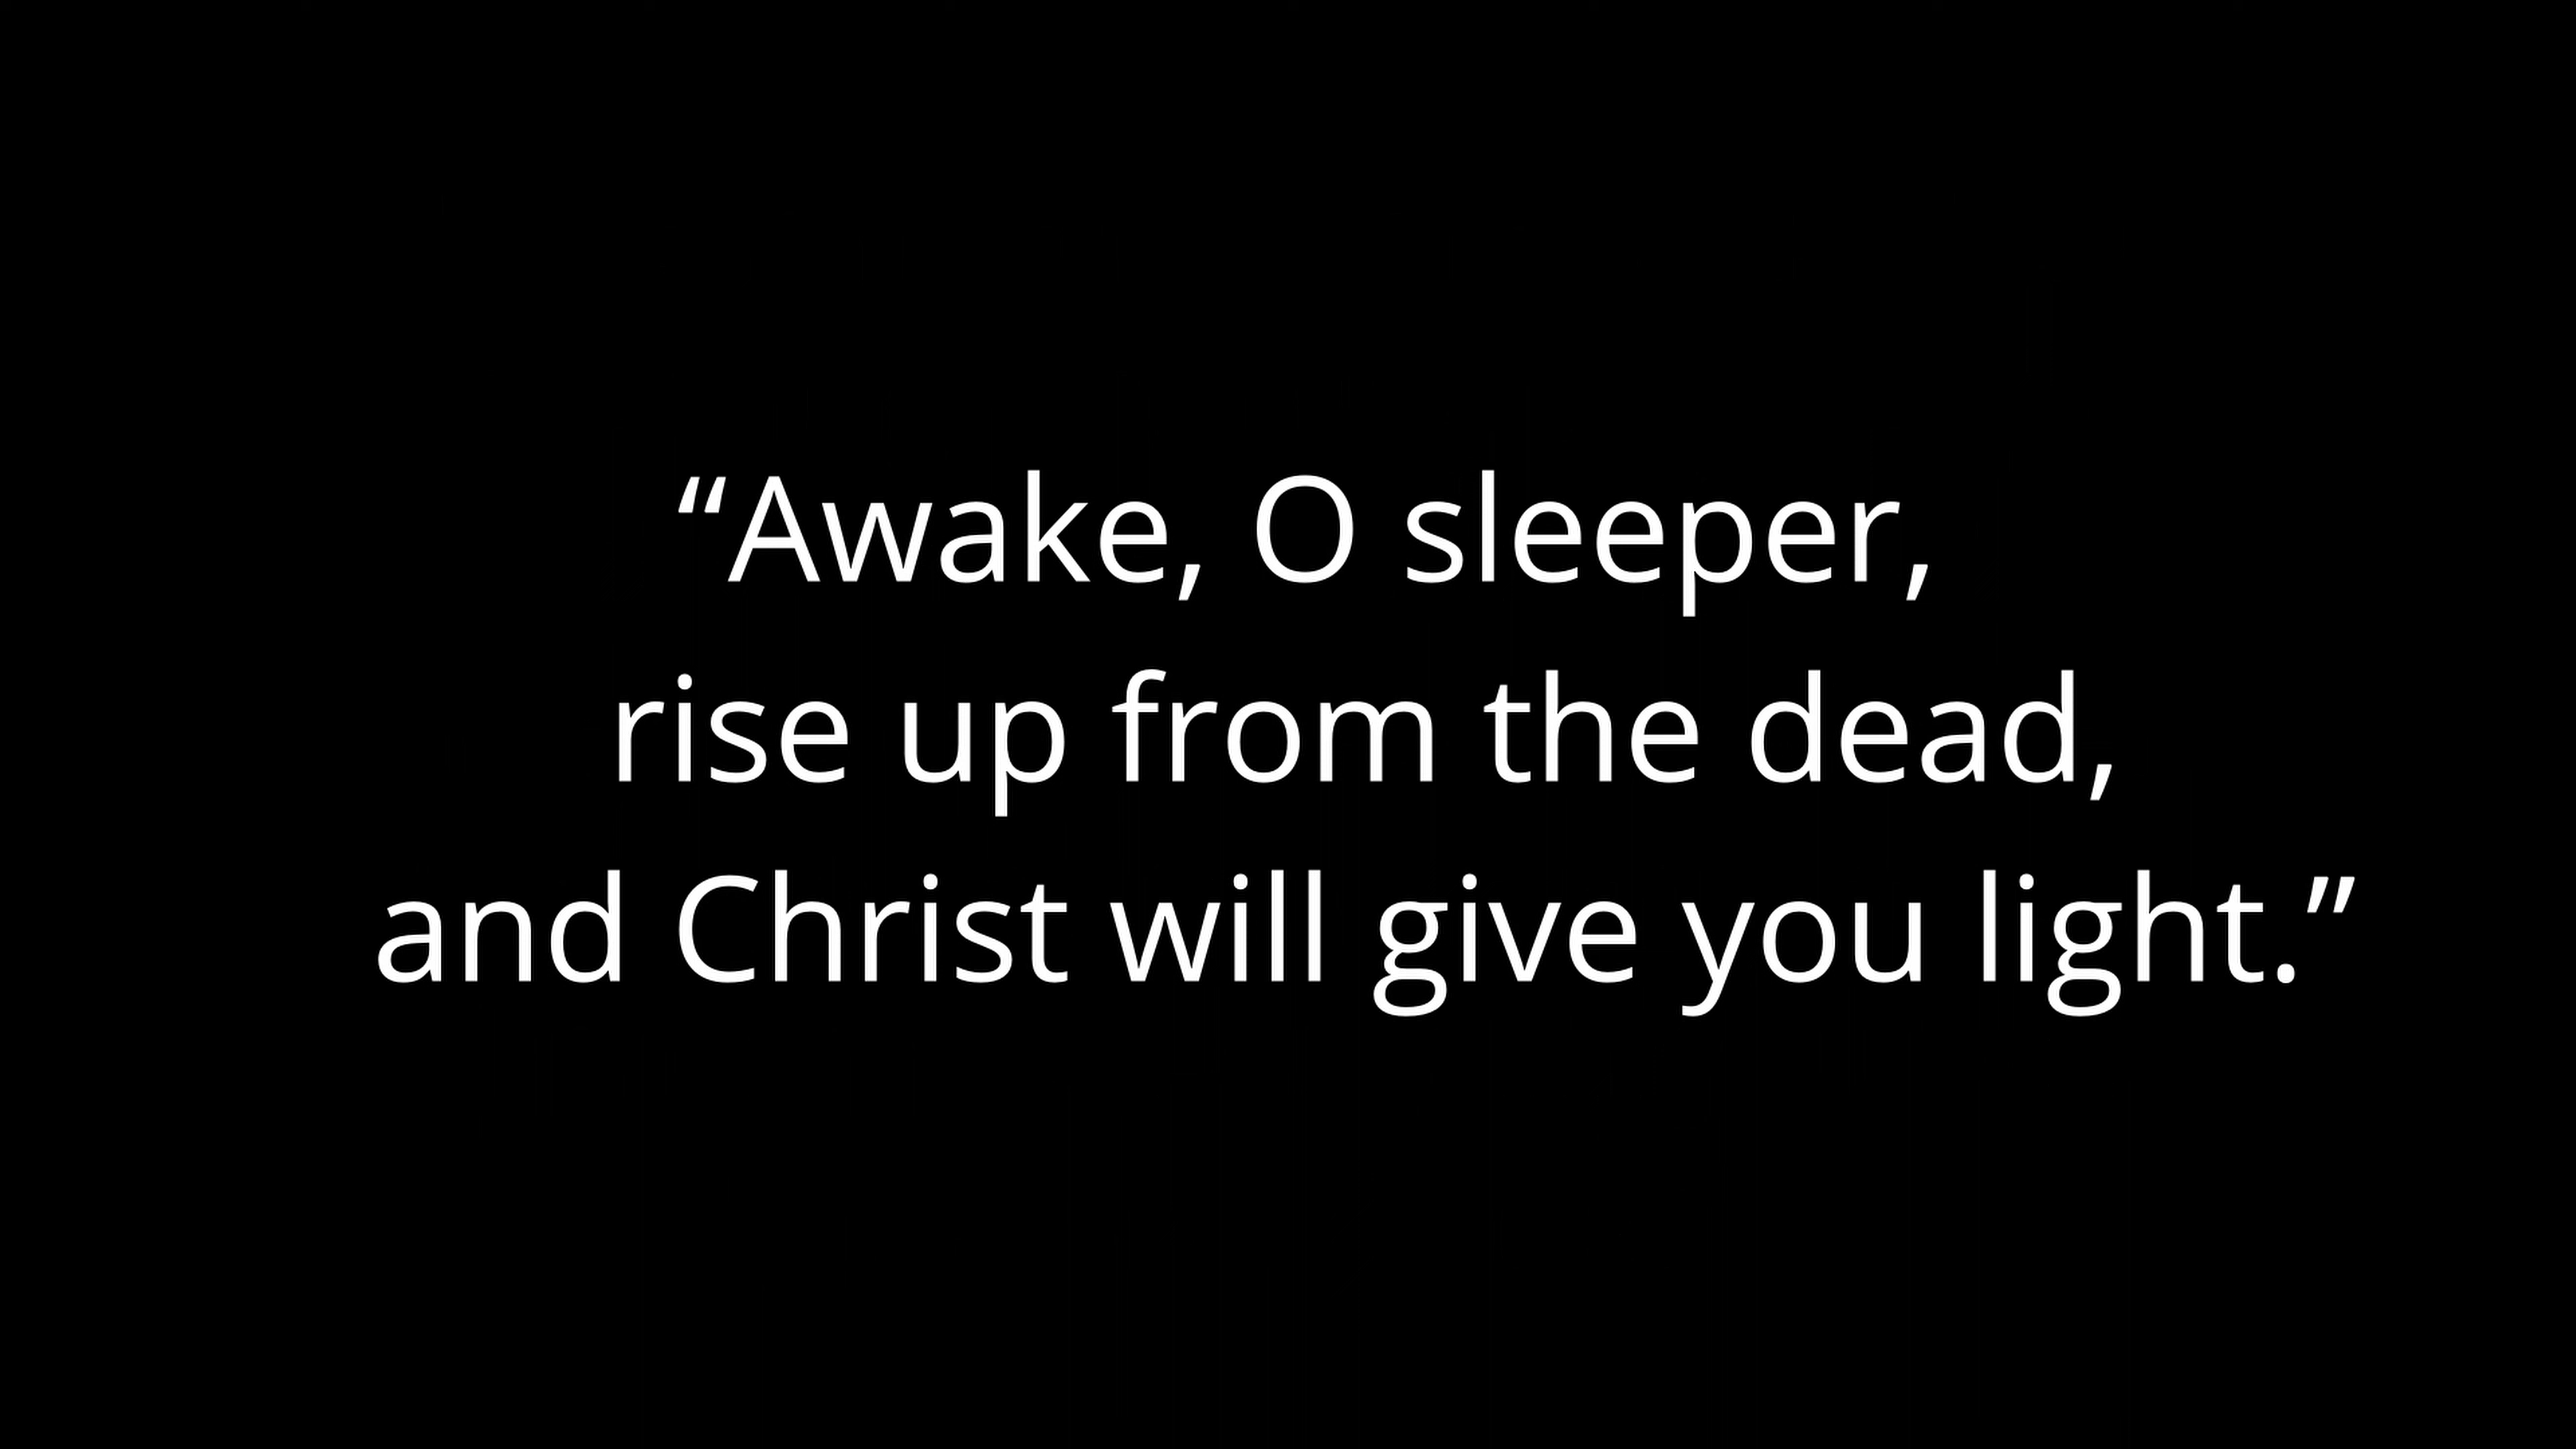 “Awake, O sleeper,
rise up from the dead,
and Christ will give you light.”